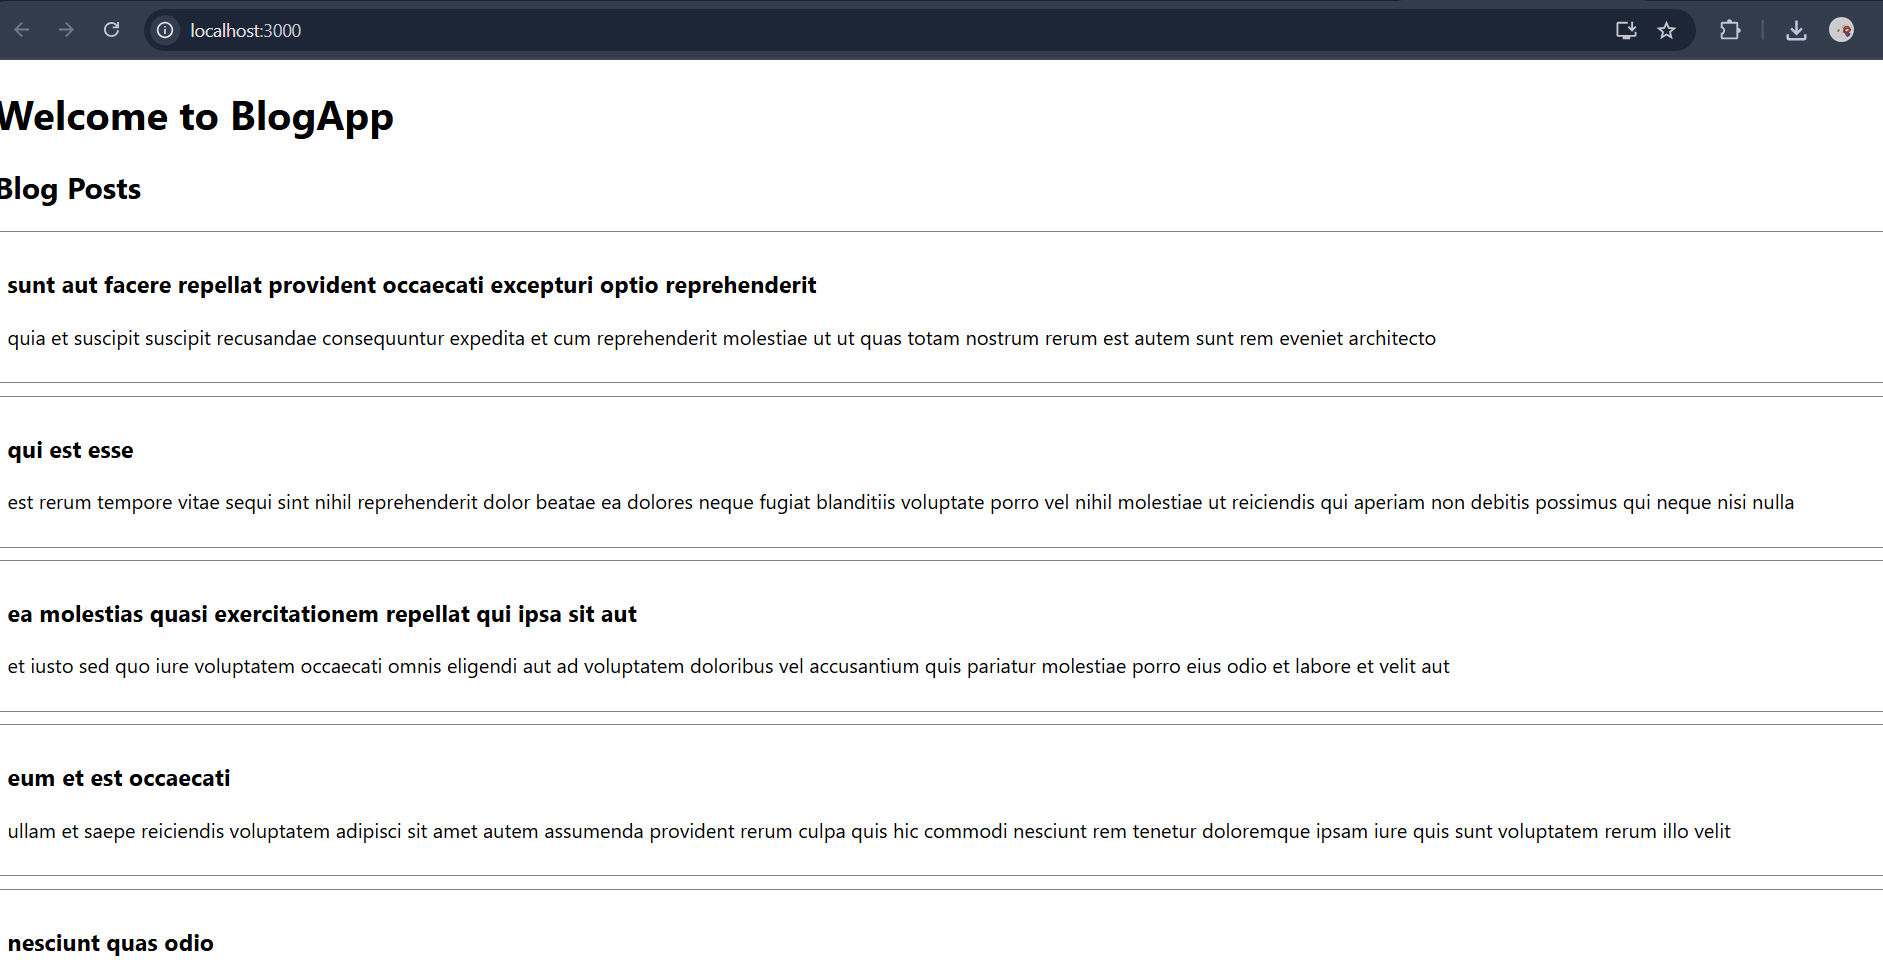 localhost:3000
Welcome to BlogApp
Blog Posts
sunt aut facere repellat provident occaecati excepturi optio reprehenderit
quia et suscipit suscipit recusandae consequuntur expedita et cum reprehenderit molestiae ut ut quas totam nostrum rerum est autem sunt rem eveniet architecto
qui est esse
est rerum tempore vitae sequi sint nihil reprehenderit dolor beatae ea dolores neque fugiat blanditiis voluptate porro vel nihil molestiae ut reiciendis qui aperiam non debitis possimus qui neque nisi nulla
ea molestias quasi exercitationem repellat qui ipsa sit aut
et iusto sed quo iure voluptatem occaecati omnis eligendi aut ad voluptatem doloribus vel accusantium quis pariatur molestiae porro eius odio et labore et velit aut
eum et est occaecati
ullam et saepe reiciendis voluptatem adipisci sit amet autem assumenda provident rerum culpa quis hic commodi nesciunt rem tenetur doloremque ipsam iure quis sunt voluptatem rerum illo velit
nesciunt quas odio